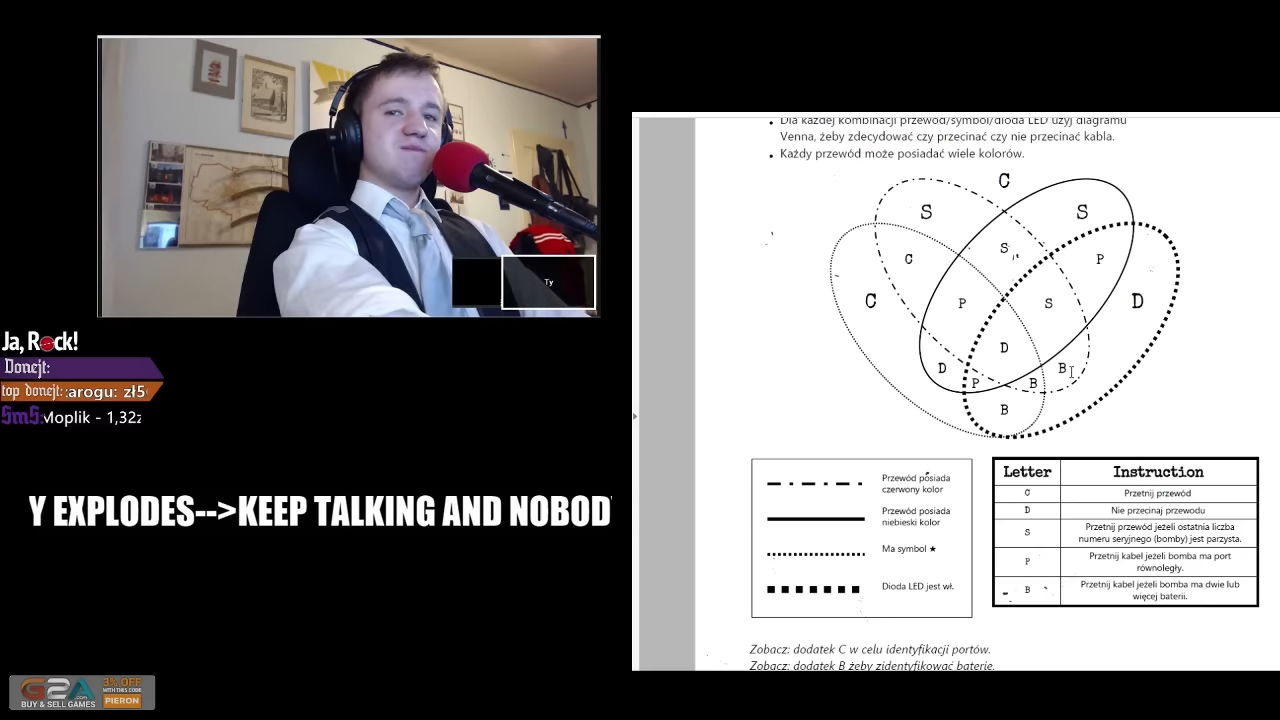 Ty
Ja, Rock!
Donejt:
top donejt: :arogu: zł5
SmS: Moplik - 1,32z
Y EXPLODES-->KEEP TALKING AND NOBOD
G2A.COM
BUY & SELL GAMES
3% OFF
WITH THIS CODE
PIERON
• Dla każdej kombinacji przewód/symbol/dioda LED użyj diagramu
Venna, żeby zdecydować czy przecinać czy nie przecinać kabla.
• Każdy przewód może posiadać wiele kolorów.
C
S S
C S P
C P S D
D
D B
P B
B
Przewód posiada
czerwony kolor
Przewód posiada
niebieski kolor
Ma symbol ★
Dioda LED jest wł.
Letter Instruction
C Przetnij przewód
D Nie przecinaj przewodu
S Przetnij przewód jeżeli ostatnia liczba
numeru seryjnego (bomby) jest parzysta.
P Przetnij kabel jeżeli bomba ma port
równoległy.
B Przetnij kabel jeżeli bomba ma dwie lub
więcej baterii.
Zobacz: dodatek C w celu identyfikacji portów.
Zobacz: dodatek B żeby zidentyfikować baterie.